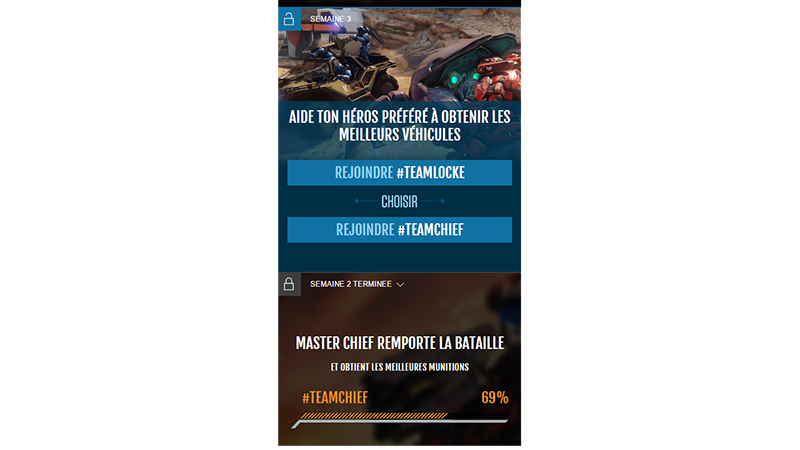 SEMAINE 3
AIDE TON HÉROS PRÉFÉRÉ À OBTENIR LES
MEILLEURS VÉHICULES
REJOINDRE #TEAMLOCKE
CHOISIR
REJOINDRE #TEAMCHIEF
SEMAINE 2 TERMINEE
MASTER CHIEF REMPORTE LA BATAILLE
ET OBTIENT LES MEILLEURES MUNITIONS
#TEAMCHIEF 69%